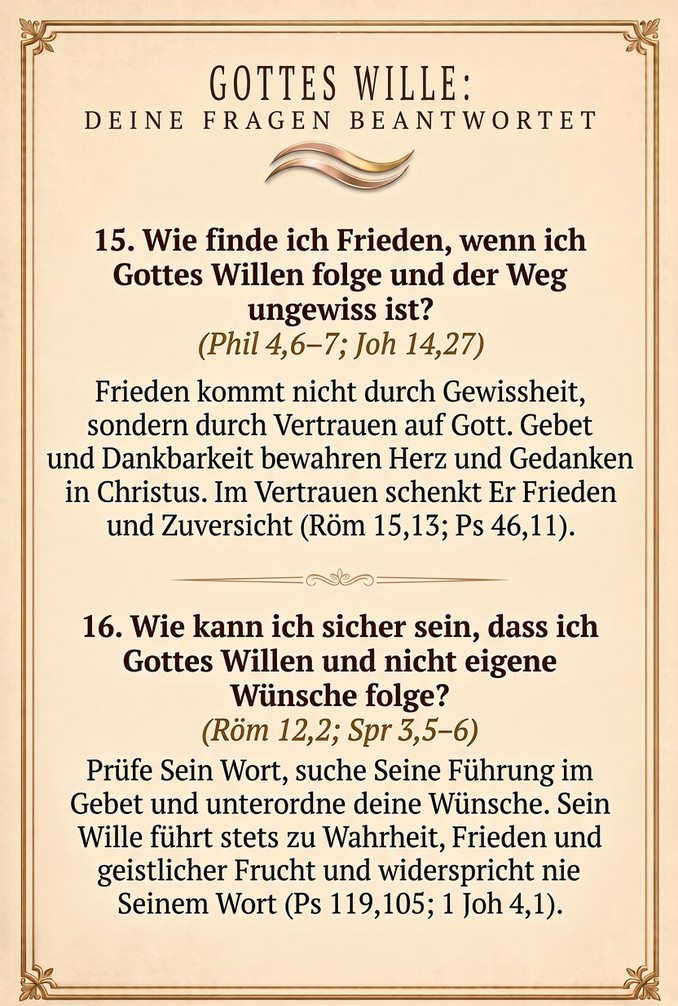 GOTTES WILLE:
DEINE FRAGEN BEANTWORTET
15. Wie finde ich Frieden, wenn ich
Gottes Willen folge und der Weg
ungewiss ist?
(Phil 4,6–7; Joh 14,27)
Frieden kommt nicht durch Gewissheit,
sondern durch Vertrauen auf Gott. Gebet
und Dankbarkeit bewahren Herz und Gedanken
in Christus. Im Vertrauen schenkt Er Frieden
und Zuversicht (Röm 15,13; Ps 46,11).
16. Wie kann ich sicher sein, dass ich
Gottes Willen und nicht eigene
Wünsche folge?
(Röm 12,2; Spr 3,5–6)
Prüfe Sein Wort, suche Seine Führung im
Gebet und unterordne deine Wünsche. Sein
Wille führt stets zu Wahrheit, Frieden und
geistlicher Frucht und widerspricht nie
Seinem Wort (Ps 119,105; 1 Joh 4,1).